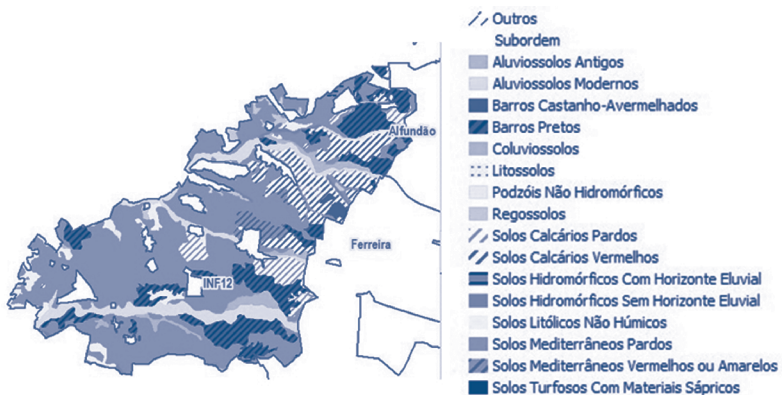 Outros
Subordem
Aluviossolos Antigos
Aluviossolos Modernos
Barros Castanho-Avermelhados
Barros Pretos
Coluviossolos
Litossolos
Podzóis Não Hidromórficos
Regossolos
Solos Calcários Pardos
Solos Calcários Vermelhos
Solos Hidromórficos Com Horizonte Eluvial
Solos Hidromórficos Sem Horizonte Eluvial
Solos Litólicos Não Húmicos
Solos Mediterrâneos Pardos
Solos Mediterrâneos Vermelhos ou Amarelos
Solos Turfosos Com Materiais Sápricos
Alfundão
Ferreira
INF12